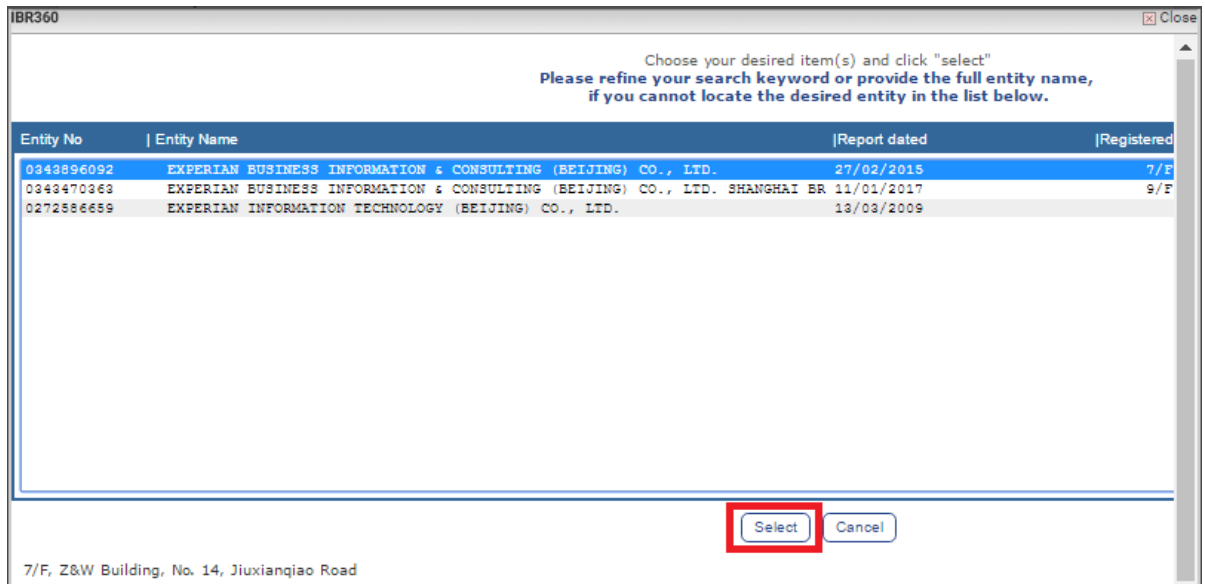 IBR360 Close
Choose your desired item(s) and click "select"
Please refine your search keyword or provide the full entity name,
if you cannot locate the desired entity in the list below.
Entity No | Entity Name |Report dated |Registered
0343896092 EXPERIAN BUSINESS INFORMATION & CONSULTING (BEIJING) CO., LTD. 27/02/2015 7/F
0343470363 EXPERIAN BUSINESS INFORMATION & CONSULTING (BEIJING) CO., LTD. SHANGHAI BR 11/01/2017 9/F
0272586659 EXPERIAN INFORMATION TECHNOLOGY (BEIJING) CO., LTD. 13/03/2009
Select Cancel
7/F, Z&W Building, No. 14, Jiuxianqiao Road